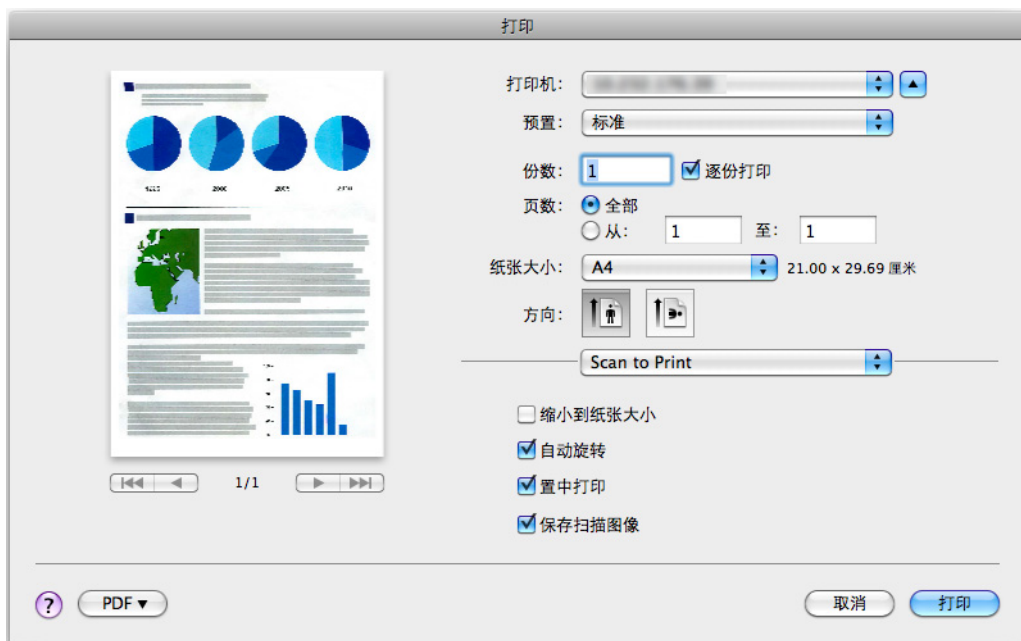 打印
打印机：
预置： 标准
份数： 1 逐份打印
页数： 全部
从： 1 至： 1
纸张大小： A4 21.00 x 29.69 厘米
方向：
Scan to Print
缩小到纸张大小
自动旋转
置中打印
保存扫描图像
1/1
? PDF 取消 打印